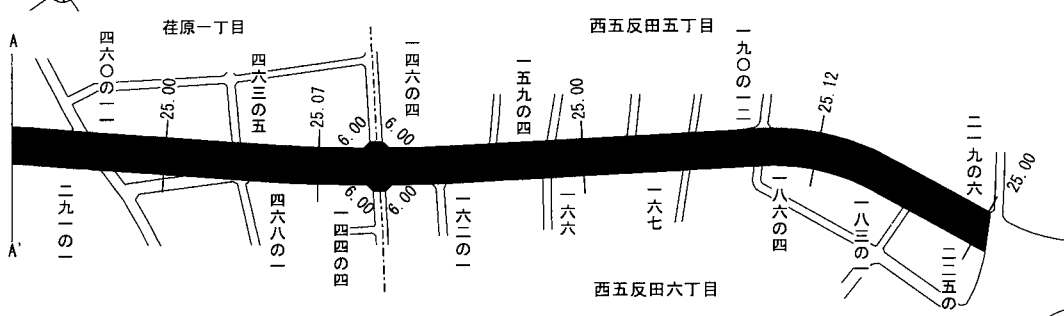 荏原一丁目
西五反田五丁目
A
四六〇の一一
四六三の五
一四六の四
一五九の四
一九〇の一二
25.00
25.07
25.00
25.12
二一九の六
6.00
6.00
25.00
6.00
6.00
二九一の一
四六八の一
一四四の四
一六二の一
一六六
一六七
一八六の四
一八三の一
二二五の
A'
西五反田六丁目